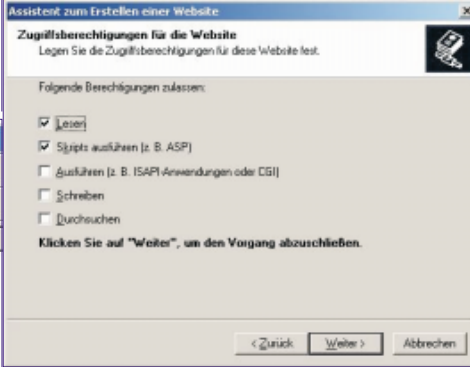 Assistent zum Erstellen einer Website
Zugriffsberechtigungen für die Website
Legen Sie die Zugriffsberechtigungen für diese Website fest.
Folgende Berechtigungen zulassen:
Lesen
Skripts ausführen (z. B. ASP)
Ausführen (z. B. ISAPI-Anwendungen oder CGI)
Schreiben
Durchsuchen
Klicken Sie auf "Weiter", um den Vorgang abzuschließen.
< Zurück Weiter > Abbrechen